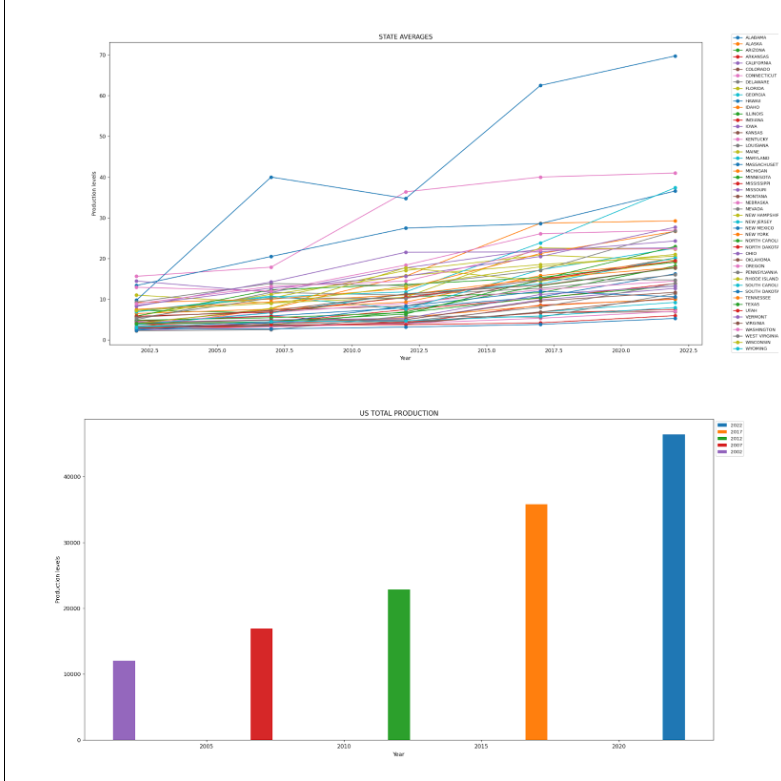 STATE AVERAGES
70
60
50
40
30
20
10
0
Production levels
2002.5
2005.0
2007.5
2010.0
2012.5
2015.0
2017.5
2020.0
2022.5
Year
ALABAMA
ALASKA
ARIZONA
ARKANSAS
CALIFORNIA
COLORADO
CONNECTICUT
DELAWARE
FLORIDA
GEORGIA
HAWAII
IDAHO
ILLINOIS
INDIANA
IOWA
KANSAS
KENTUCKY
LOUISIANA
MAINE
MARYLAND
MASSACHUSET
MICHIGAN
MINNESOTA
MISSISSIPPI
MISSOURI
MONTANA
NEBRASKA
NEVADA
NEW HAMPSHIR
NEW JERSEY
NEW MEXICO
NEW YORK
NORTH CAROLI
NORTH DAKOTA
OHIO
OKLAHOMA
OREGON
PENNSYLVANIA
RHODE ISLAND
SOUTH CAROLI
SOUTH DAKOTA
TENNESSEE
TEXAS
UTAH
VERMONT
VIRGINIA
WASHINGTON
WEST VIRGINIA
WISCONSIN
WYOMING
US TOTAL PRODUCTION
40000
30000
20000
10000
0
Production levels
2005
2010
2015
2020
Year
2022
2017
2012
2007
2002